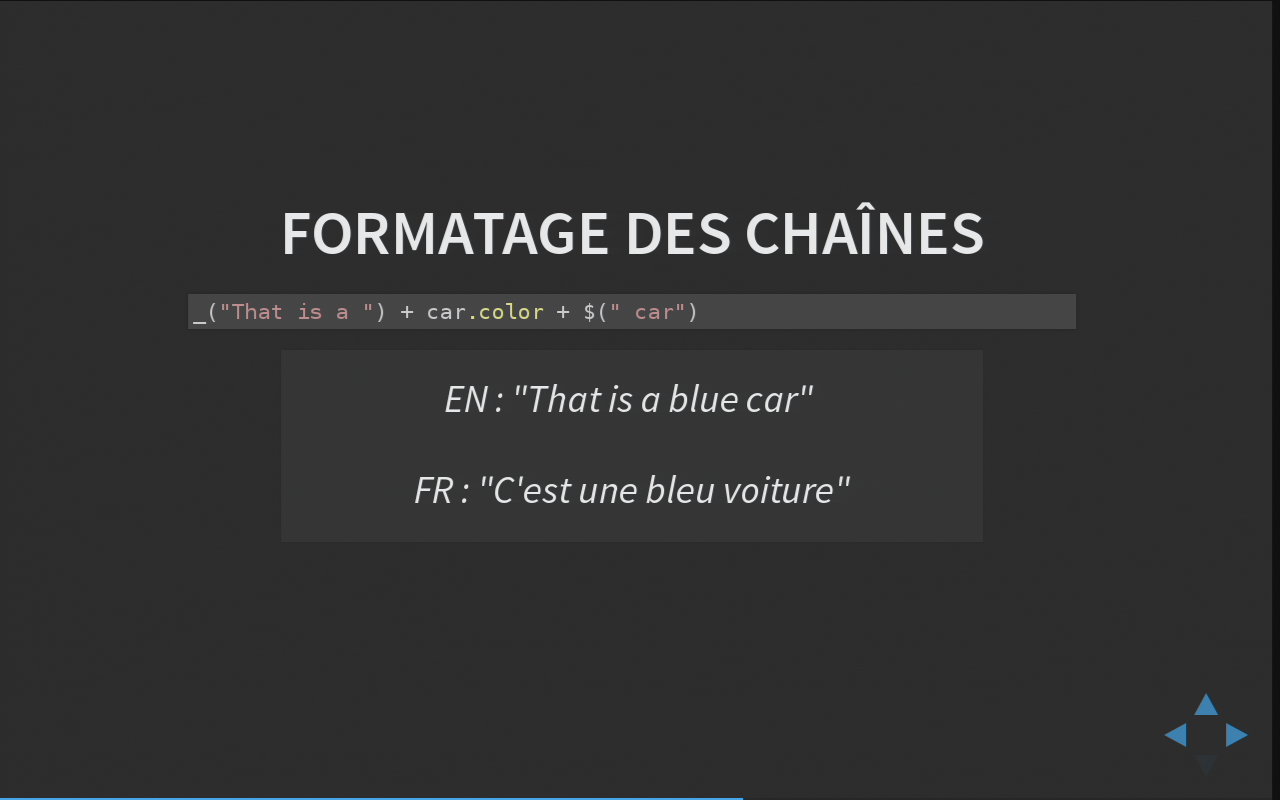 FORMATAGE DES CHAÎNES
_("That is a ") + car.color + $(" car")
EN : "That is a blue car"
FR : "C'est une bleu voiture"